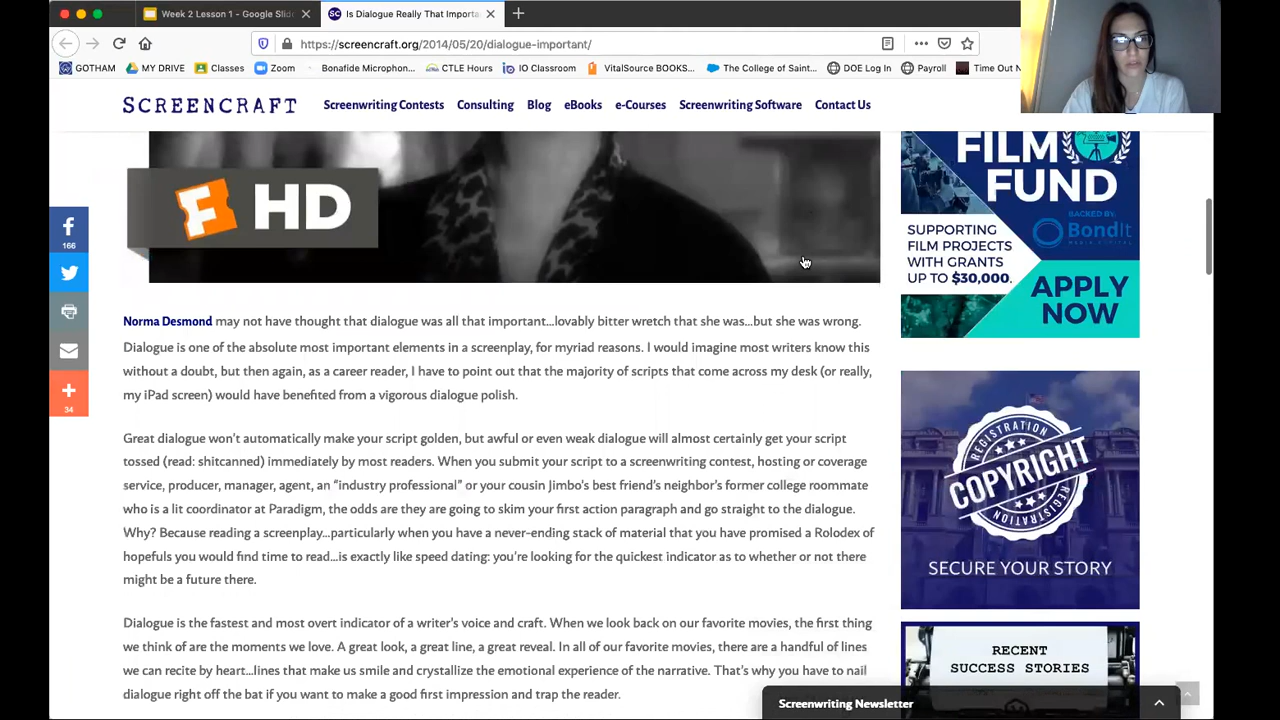 Week 2 Lesson 1 - Google Slid
Is Dialogue Really That Importa
https://screencraft.org/2014/05/20/dialogue-important/
GOTHAM
MY DRIVE
Classes
Zoom
Bonafide Microphon...
CTLE Hours
IO Classroom
VitalSource BOOKS...
The College of Saint...
DOE Log In
Payroll
Time Out N
SCREENCRAFT
Screenwriting Contests
Consulting
Blog
eBooks
e-Courses
Screenwriting Software
Contact Us
F HD
FILM
FUND
BACKED BY:
BondIt
MEDIA CAPITAL
SUPPORTING
FILM PROJECTS
WITH GRANTS
UP TO $30,000.
APPLY
NOW
166
34
Norma Desmond may not have thought that dialogue was all that important...lovably bitter wretch that she was...but she was wrong.
Dialogue is one of the absolute most important elements in a screenplay, for myriad reasons. I would imagine most writers know this
without a doubt, but then again, as a career reader, I have to point out that the majority of scripts that come across my desk (or really,
my iPad screen) would have benefited from a vigorous dialogue polish.
Great dialogue won't automatically make your script golden, but awful or even weak dialogue will almost certainly get your script
tossed (read: shitcanned) immediately by most readers. When you submit your script to a screenwriting contest, hosting or coverage
service, producer, manager, agent, an "industry professional" or your cousin Jimbo's best friend's neighbor's former college roommate
who is a lit coordinator at Paradigm, the odds are they are going to skim your first action paragraph and go straight to the dialogue.
Why? Because reading a screenplay...particularly when you have a never-ending stack of material that you have promised a Rolodex of
hopefuls you would find time to read...is exactly like speed dating: you're looking for the quickest indicator as to whether or not there
might be a future there.
Dialogue is the fastest and most overt indicator of a writer's voice and craft. When we look back on our favorite movies, the first thing
we think of are the moments we love. A great look, a great line, a great reveal. In all of our favorite movies, there are a handful of lines
we can recite by heart...lines that make us smile and crystallize the emotional experience of the narrative. That's why you have to nail
dialogue right off the bat if you want to make a good first impression and trap the reader.
REGISTRATION
COPYRIGHT
REGISTRATION
SECURE YOUR STORY
RECENT
SUCCESS STORIES
Screenwriting Newsletter